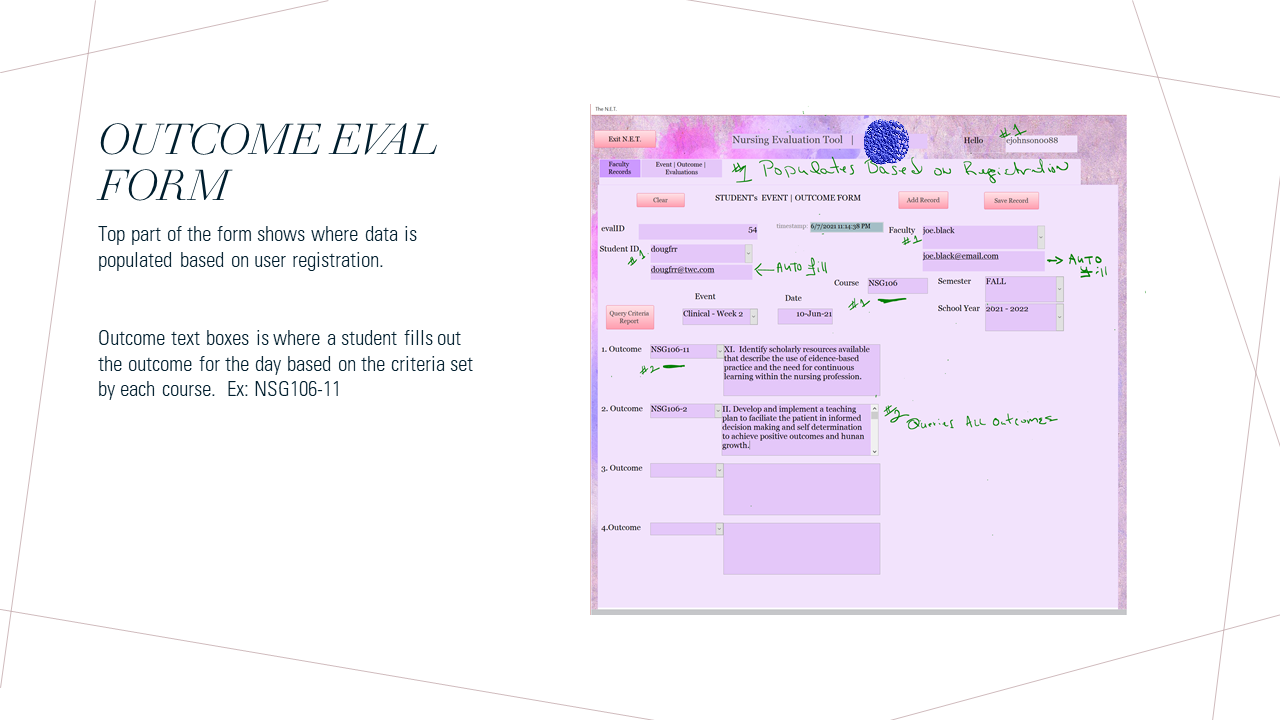 OUTCOME EVAL
FORM
Top part of the form shows where data is
populated based on user registration.
Outcome text boxes is where a student fills out
the outcome for the day based on the criteria set
by each course.  Ex: NSG106-11
The N.E.T.
Exit N.E.T.
Nursing Evaluation Tool |
Hello
#1
ejohnson0088
Faculty
Records
Event | Outcome |
Evaluations
#1 Populates Based on Registration
Clear
STUDENT's EVENT | OUTCOME FORM
Add Record
Save Record
evalID
54
timestamp:
6/7/2021 11:14:38 PM
Faculty
#1
joe.black
joe.black@email.com
→ AUTO
fill
Student ID
#1
dougfrr
dougfrr@twc.com
← AUTO fill
Course
NSG106
#1
Semester
FALL
School Year
2021 - 2022
Query Criteria
Report
Event
Clinical - Week 2
Date
10-Jun-21
1. Outcome
NSG106-11
#2
XI. Identify scholarly resources available
that describe the use of eidence-based
practice and the need for continuous
learning within the nursing profession.
2. Outcome
NSG106-2
II. Develop and implement a teaching
plan to faciliate the patient in informed
decision making and self determination
to achieve positive outcomes and hunan
growth.
#2 Queries All Outcomes
3. Outcome
4.Outcome